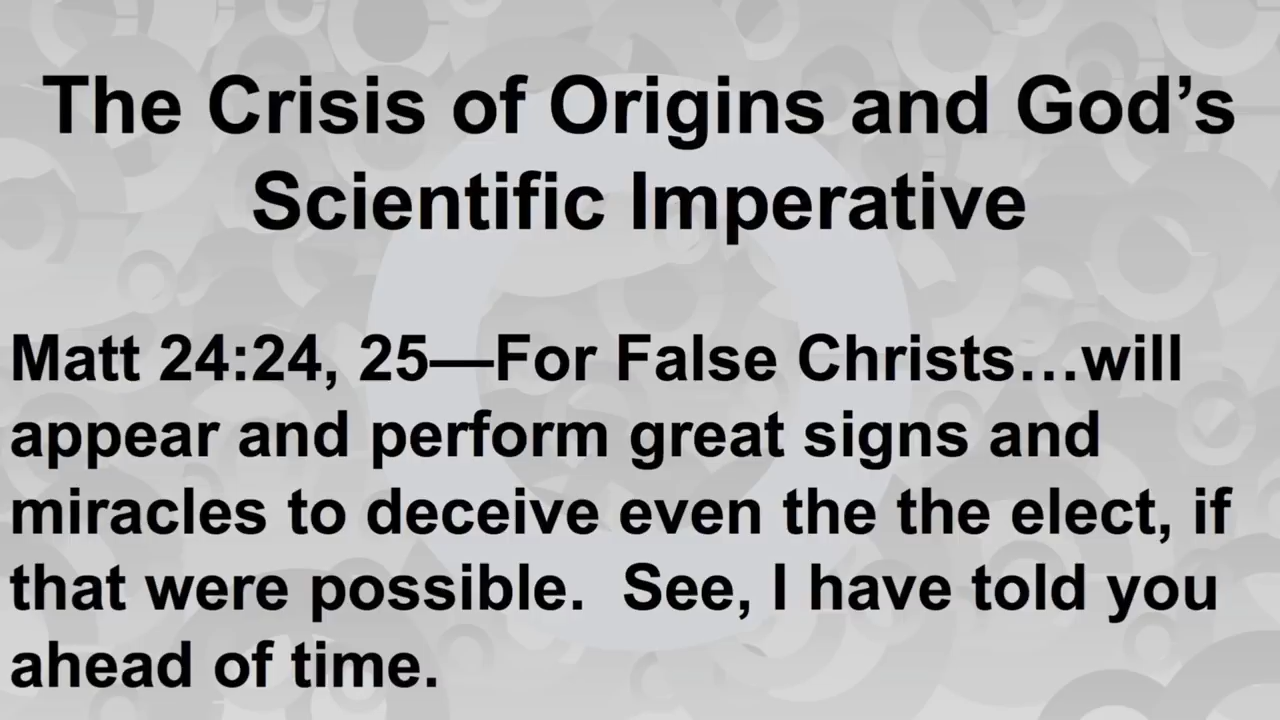 The Crisis of Origins and God’s
Scientific Imperative
Matt 24:24, 25—For False Christs…will
appear and perform great signs and
miracles to deceive even the the elect, if
that were possible.  See, I have told you
ahead of time.